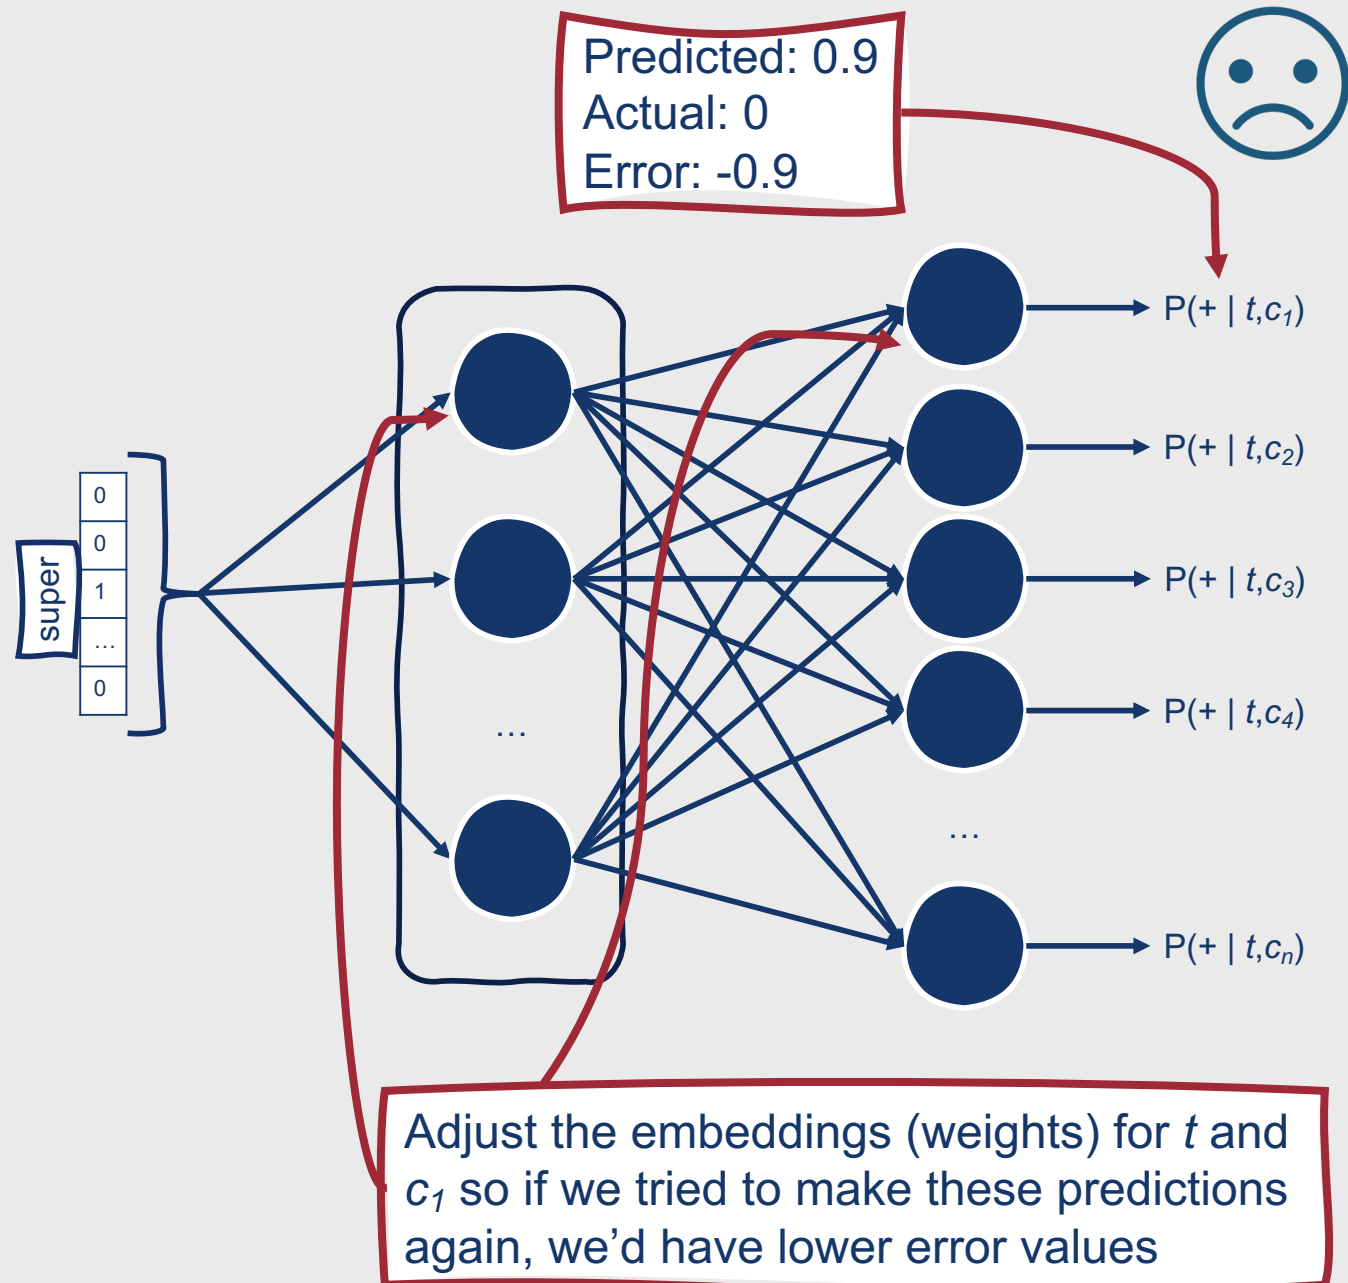 Predicted: 0.9
Actual: 0
Error: -0.9
P(+ | t,c₁)
P(+ | t,c₂)
P(+ | t,c₃)
P(+ | t,c₄)
...
P(+ | t,cₙ)
super
0
0
1
...
0
...
Adjust the embeddings (weights) for t and
c₁ so if we tried to make these predictions
again, we’d have lower error values